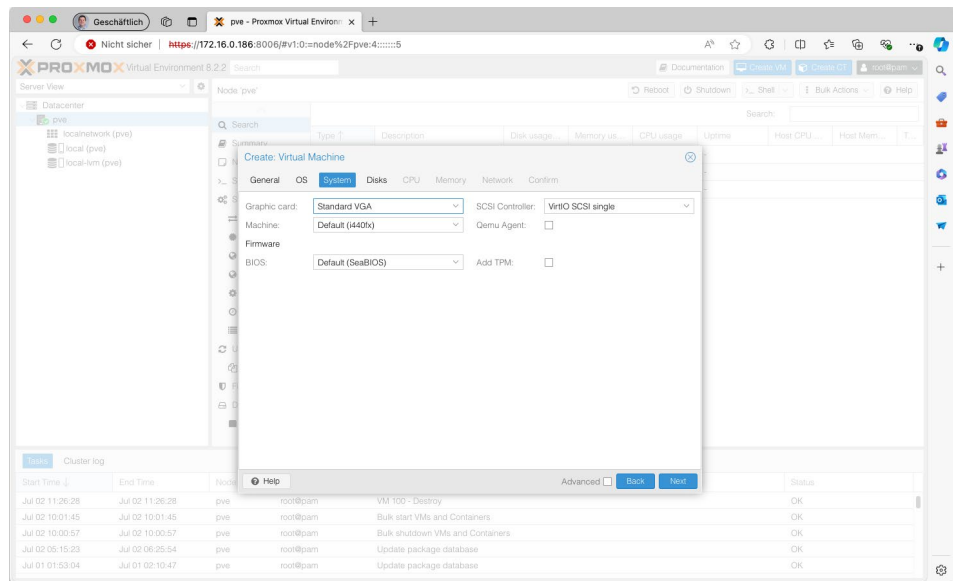 Geschäftlich
pve - Proxmox Virtual Environm
Nicht sicher
https://172.16.0.186:8006/#v1:0:=node%2Fpve:4:::::::5
PROXMOX Virtual Environment 8.2.2 Search
Documentation Create VM Create CT root@pam
Server View
Node 'pve'
Reboot Shutdown >_ Shell Bulk Actions Help
Datacenter
pve
localnetwork (pve)
local (pve)
local-lvm (pve)
Search:
Search
Summary
Type Description Disk usage... Memory us... CPU usage Uptime Host CPU ... Host Mem... T...
Create: Virtual Machine
General OS System Disks CPU Memory Network Confirm
Graphic card: Standard VGA SCSI Controller: VirtIO SCSI single
Machine: Default (i440fx) Qemu Agent:
Firmware
BIOS: Default (SeaBIOS) Add TPM:
Help Advanced Back Next
Tasks Cluster log
Start Time End Time Node Status
Jul 02 11:26:28 Jul 02 11:26:28 pve root@pam VM 100 - Destroy OK
Jul 02 10:01:45 Jul 02 10:01:45 pve root@pam Bulk start VMs and Containers OK
Jul 02 10:00:57 Jul 02 10:00:57 pve root@pam Bulk shutdown VMs and Containers OK
Jul 02 05:15:23 Jul 02 06:25:54 pve root@pam Update package database OK
Jul 01 01:53:04 Jul 01 02:10:47 pve root@pam Update package database OK